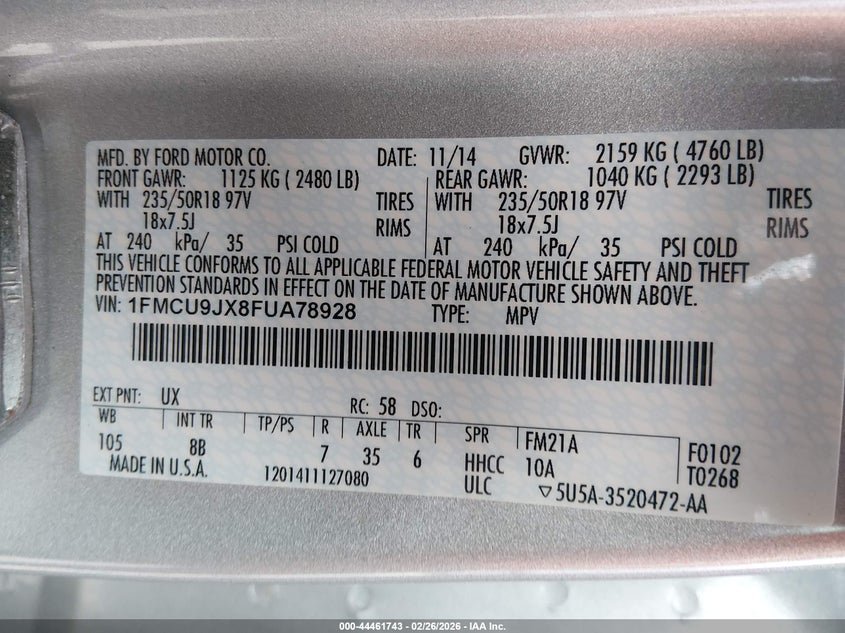 MFD. BY FORD MOTOR CO. DATE: 11/14 GVWR: 2159 KG ( 4760 LB)
FRONT GAWR: 1125 KG ( 2480 LB) REAR GAWR: 1040 KG ( 2293 LB)
WITH 235/50R18 97V TIRES WITH 235/50R18 97V TIRES
18x7.5J RIMS 18x7.5J RIMS
AT 240 kPa/ 35 PSI COLD AT 240 kPa/ 35 PSI COLD
THIS VEHICLE CONFORMS TO ALL APPLICABLE FEDERAL MOTOR VEHICLE SAFETY AND THEFT
PREVENTION STANDARDS IN EFFECT ON THE DATE OF MANUFACTURE SHOWN ABOVE.
VIN: 1FMCU9JX8FUA78928 TYPE: MPV
EXT PNT: UX RC: 58 DSO:
WB INT TR TP/PS R AXLE TR SPR FM21A F0102
105 8B 7 35 6 HHCC 10A T0268
MADE IN U.S.A. 1201411127080 ULC ▽5U5A-3520472-AA
000-44461743 - 02/26/2026 - IAA Inc.